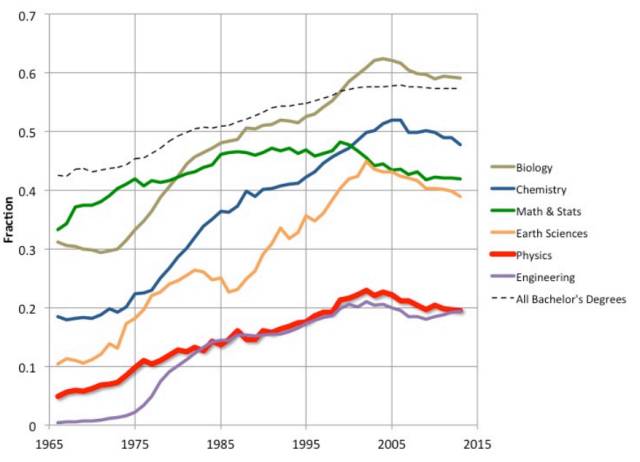 0.7
0.6
0.5
0.4
0.3
0.2
0.1
0
Fraction
1965 1975 1985 1995 2005 2015
Biology
Chemistry
Math & Stats
Earth Sciences
Physics
Engineering
All Bachelor's Degrees